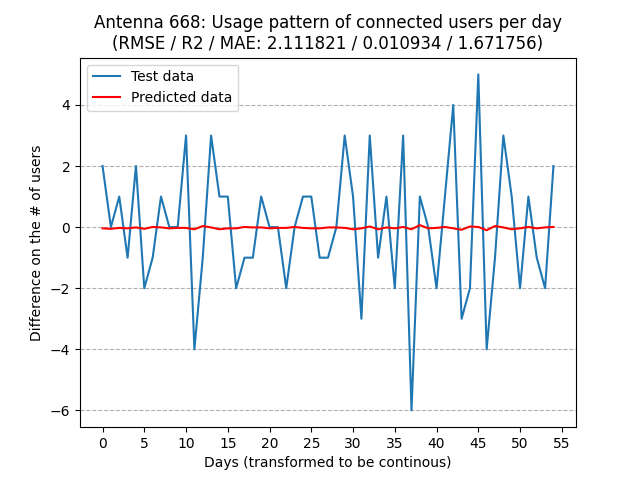 Antenna 668: Usage pattern of connected users per day
(RMSE / R2 / MAE: 2.111821 / 0.010934 / 1.671756)
Test data
Predicted data
Difference on the # of users
4
2
0
−2
−4
−6
0 5 10 15 20 25 30 35 40 45 50 55
Days (transformed to be continous)